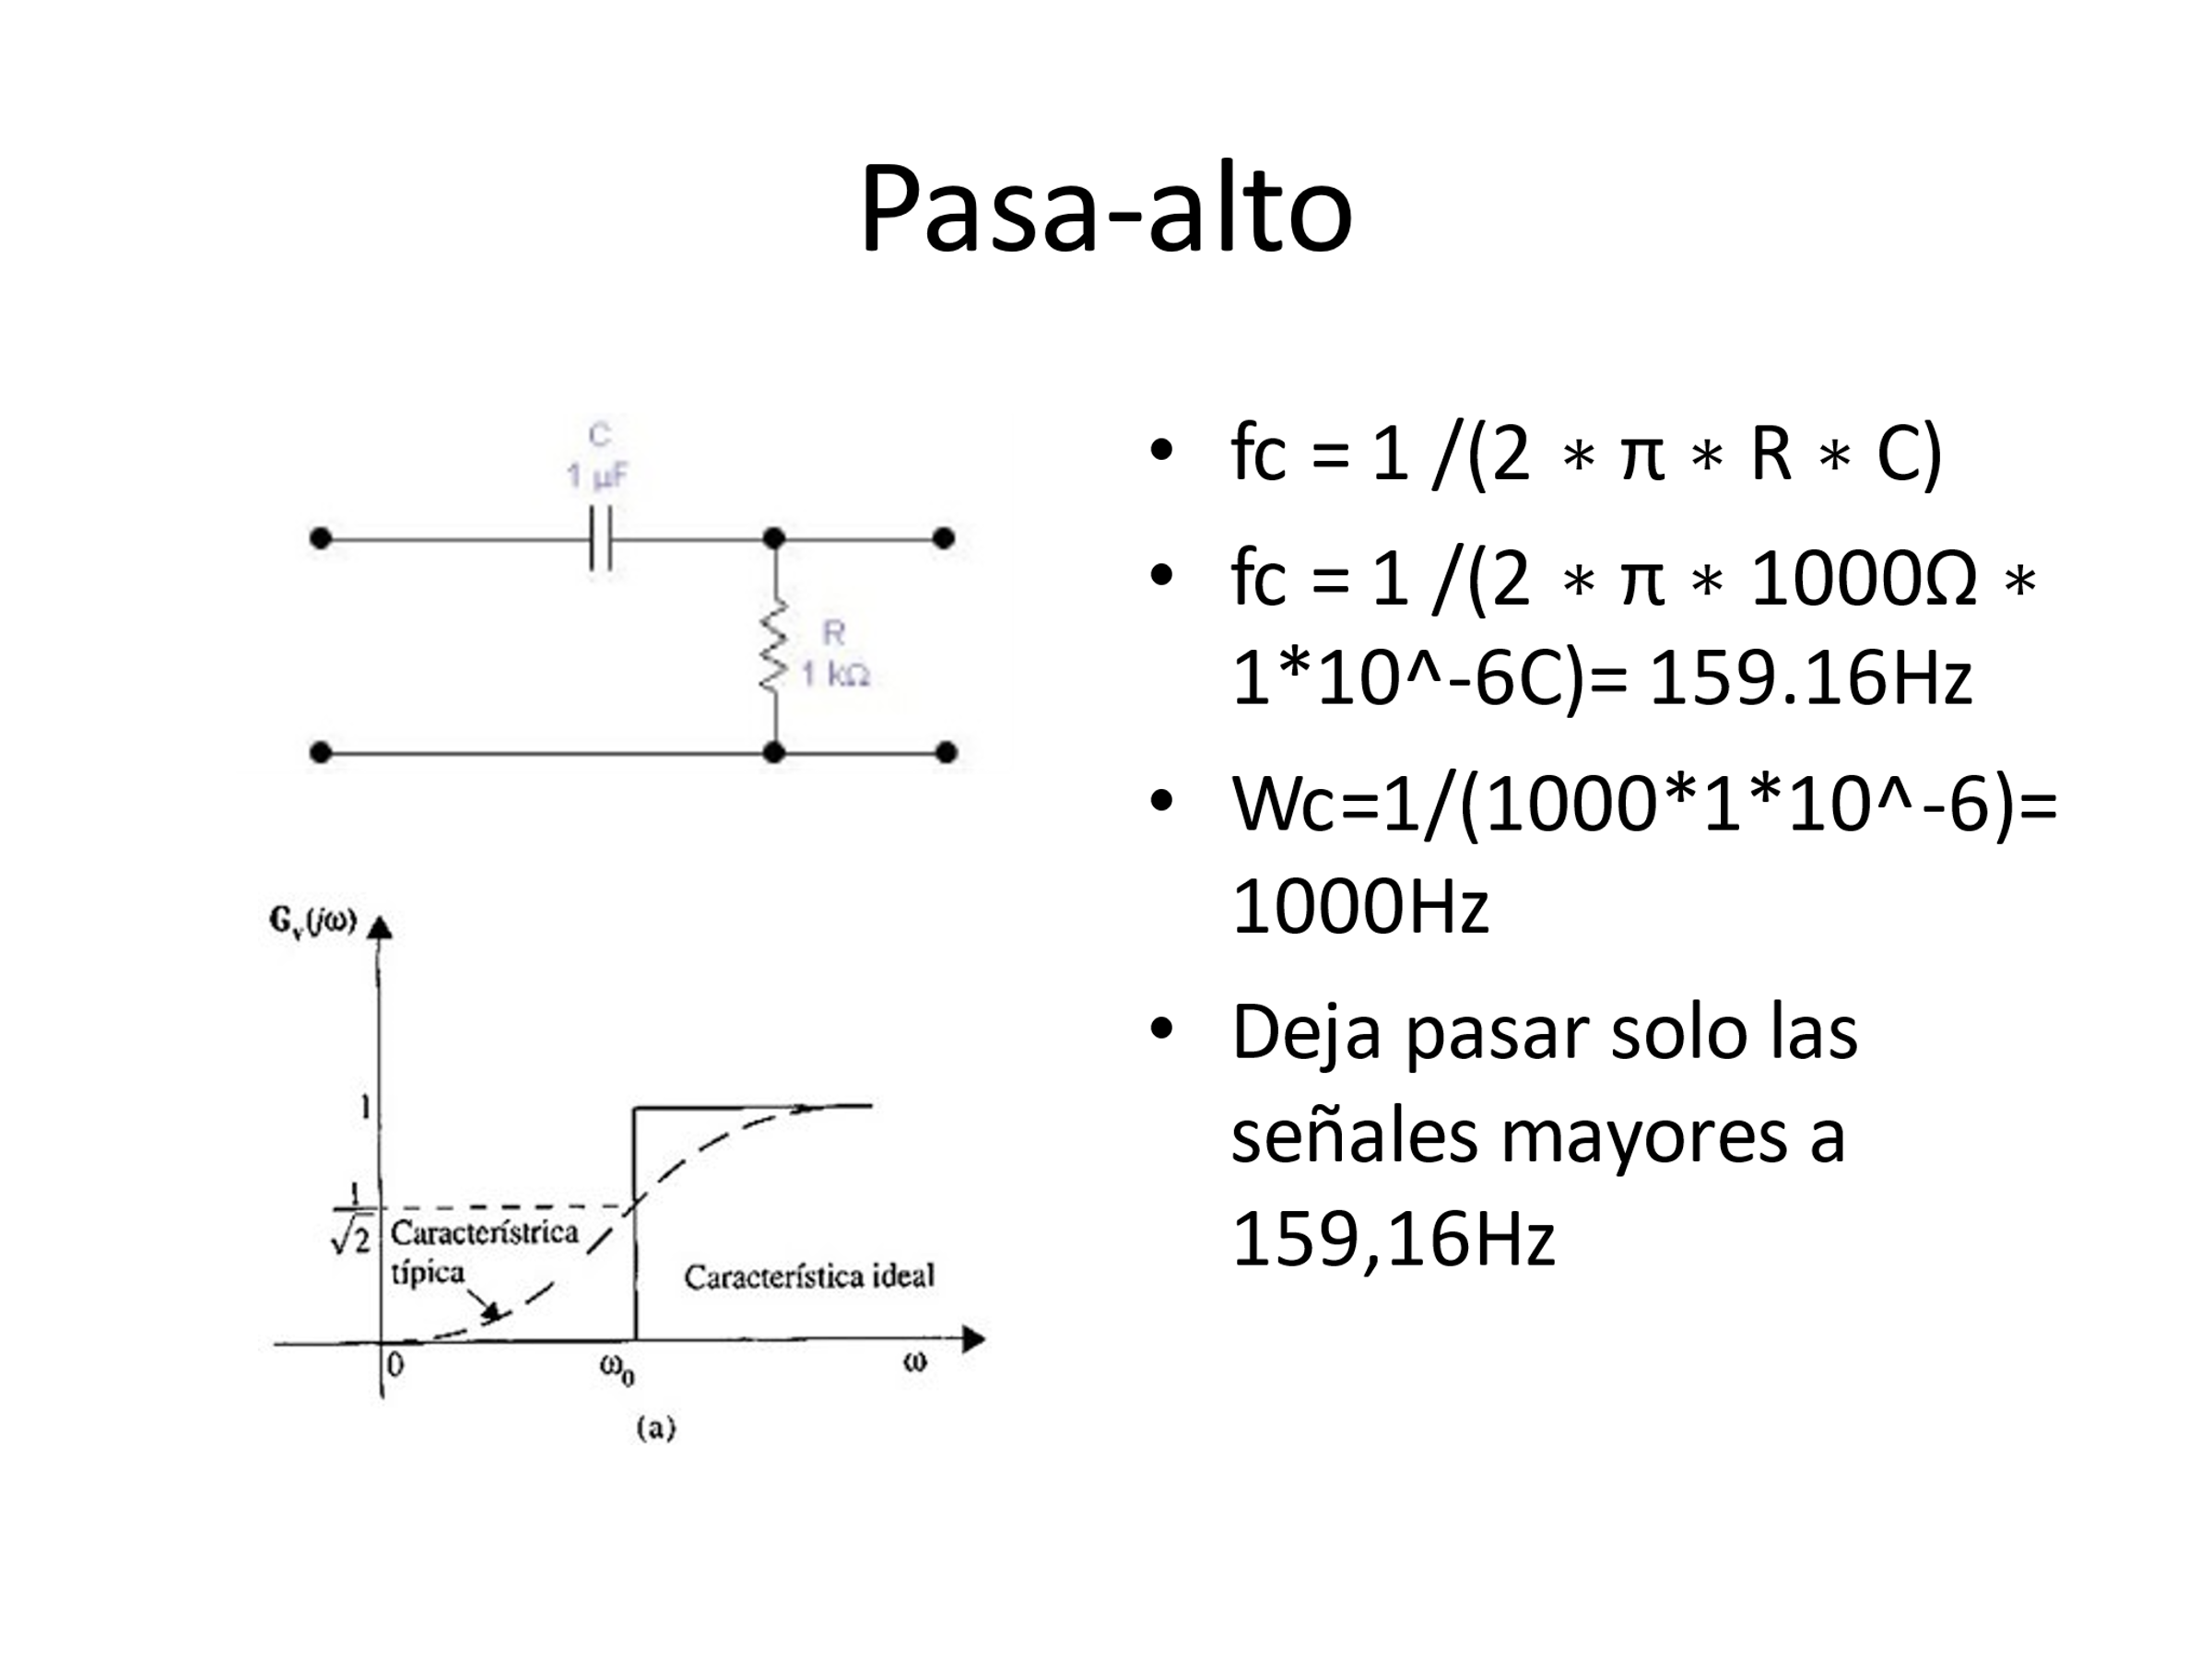 Pasa-alto
C
1 µF
R
1 kΩ
G_v(jω)
1
1
√2
Característrica
típica
Característica ideal
0
ω₀
ω
(a)
• fc = 1 /(2 ∗ π ∗ R ∗ C)
• fc = 1 /(2 ∗ π ∗ 1000Ω ∗
1*10^-6C)= 159.16Hz
• Wc=1/(1000*1*10^-6)=
1000Hz
• Deja pasar solo las
señales mayores a
159,16Hz